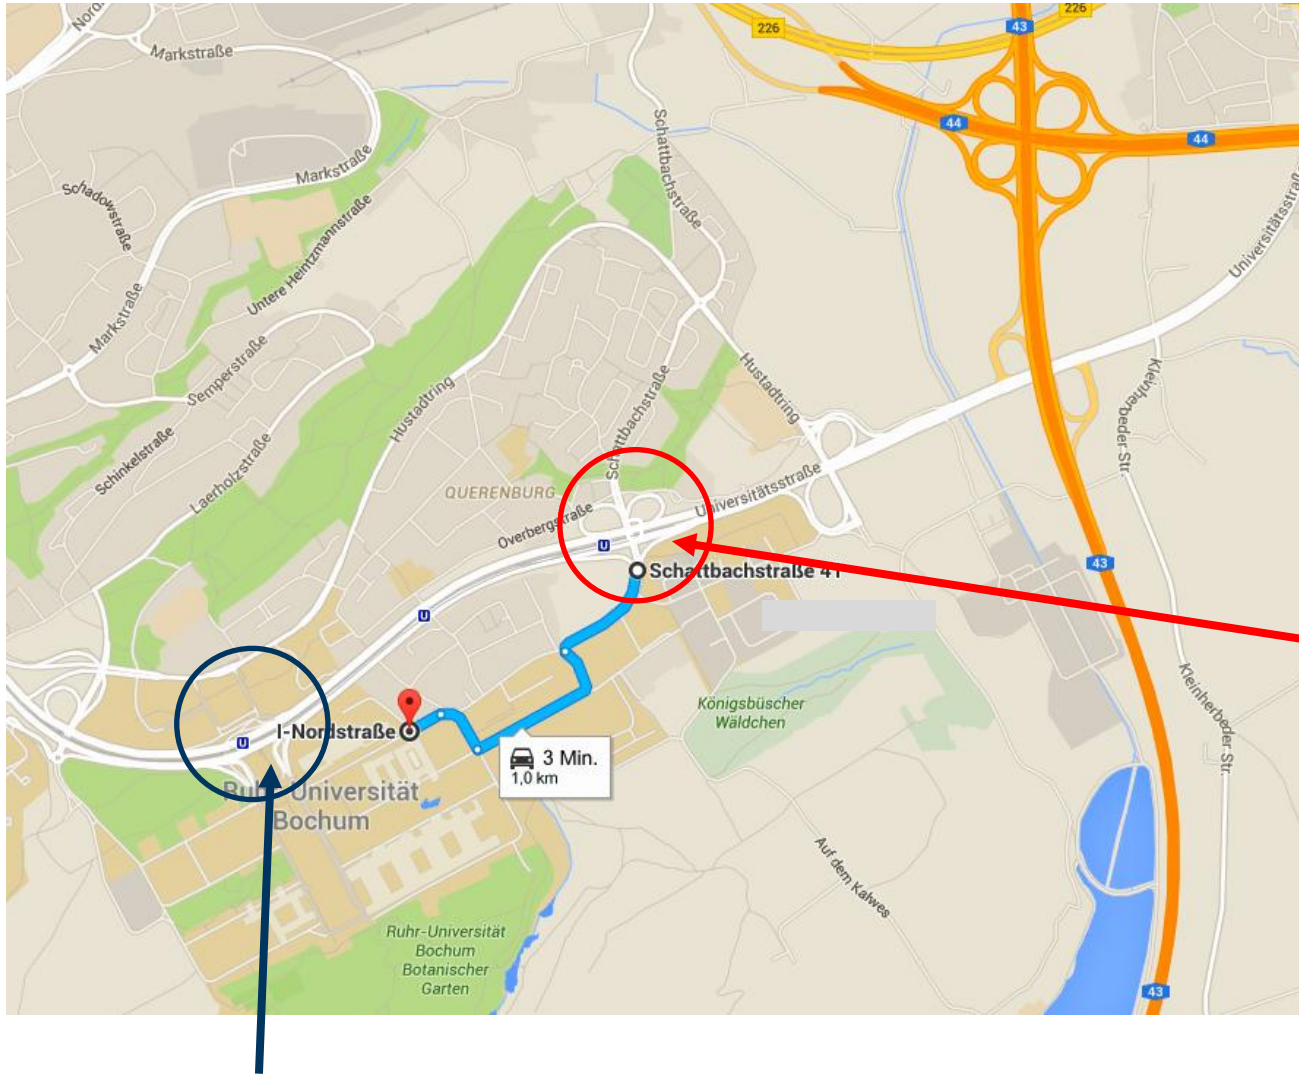 Nord
226
226
43
Markstraße
44
44
Schattbachstraße
Markstraße
Schadowstraße
Untere Heintzmannstraße
Universitätsstraße
Markstraße
Semperstraße
Hustadtring
Kleinherbeder-Str.
Hustadtring
Schattbachstraße
Schinkelstraße
Laerholzstraße
QUERENBURG
Universitätsstraße
Overbergstraße
U
43
Schattbachstraße 41
U
Königsbüscher
Wäldchen
Kleinherbeder Str.
I-Nordstraße
U
3 Min.
1,0 km
Ruhr-Universität
Bochum
Auf dem Kalwes
Ruhr-Universität
Bochum
Botanischer
Garten
43